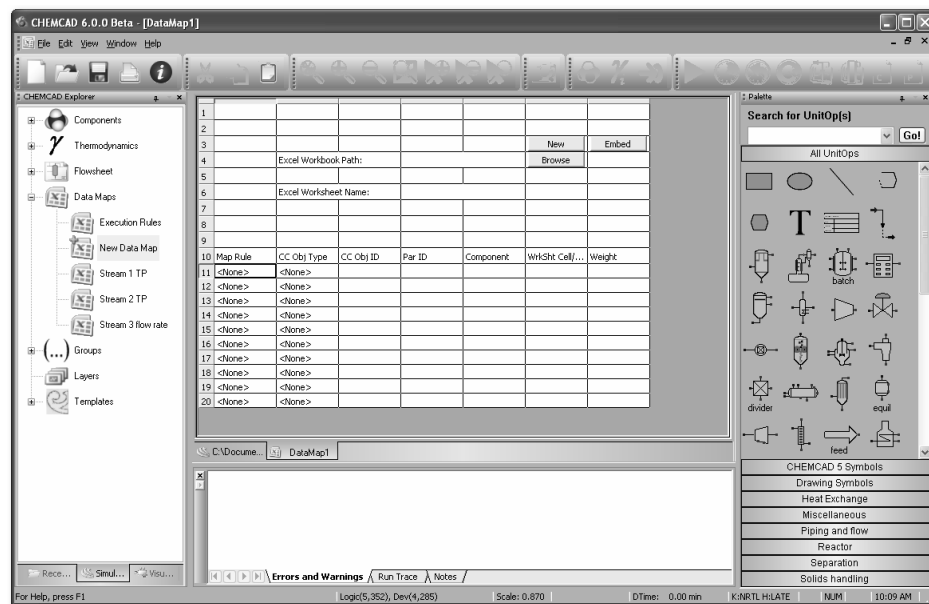 CHEMCAD 6.0.0 Beta - [DataMap1]
File Edit View Window Help
CHEMCAD Explorer
Components
Thermodynamics
Flowsheet
Data Maps
Execution Rules
New Data Map
Stream 1 TP
Stream 2 TP
Stream 3 flow rate
(...) Groups
Layers
Templates
Rece... Simul... Visu...
1
2
3 New Embed
4 Excel Workbook Path: Browse
5
6 Excel Worksheet Name:
7
8
9
10 Map Rule CC Obj Type CC Obj ID Par ID Component WrkSht Cell/... Weight
11 <None> <None>
12 <None> <None>
13 <None> <None>
14 <None> <None>
15 <None> <None>
16 <None> <None>
17 <None> <None>
18 <None> <None>
19 <None> <None>
20 <None> <None>
C:\Docume... DataMap1
Errors and Warnings Run Trace Notes
Palette
Search for UnitOp[s]
Go!
All UnitOps
T
batch
divider
equil
feed
CHEMCAD 5 Symbols
Drawing Symbols
Heat Exchange
Miscellaneous
Piping and flow
Reactor
Separation
Solids handling
For Help, press F1 Logic(5,352), Dev(4,285) Scale: 0.870 DTime: 0.00 min K:NRTL H:LATE NUM 10:09 AM